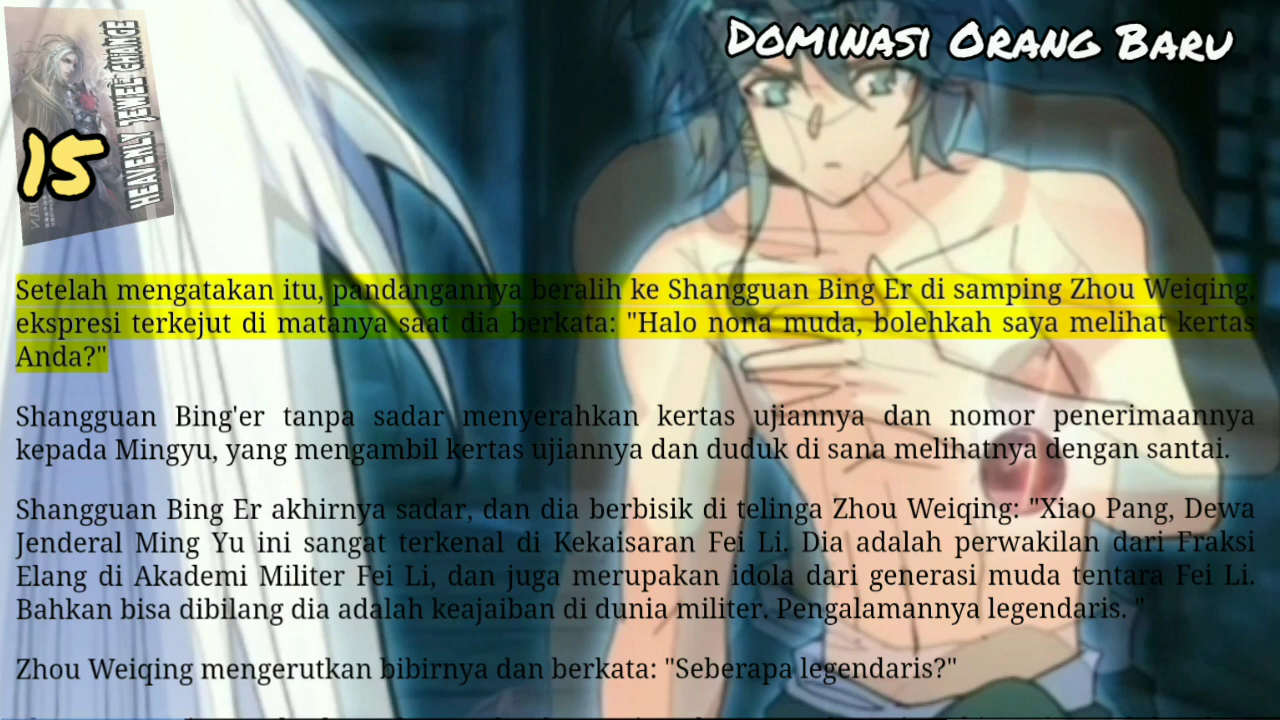 Dominasi Orang Baru
HEAVENLY JEWEL CHANGE
15
Setelah mengatakan itu, pandangannya beralih ke Shangguan Bing Er di samping Zhou Weiqing,
ekspresi terkejut di matanya saat dia berkata: "Halo nona muda, bolehkah saya melihat kertas
Anda?"
Shangguan Bing'er tanpa sadar menyerahkan kertas ujiannya dan nomor penerimaannya
kepada Mingyu, yang mengambil kertas ujiannya dan duduk di sana melihatnya dengan santai.
Shangguan Bing Er akhirnya sadar, dan dia berbisik di telinga Zhou Weiqing: "Xiao Pang, Dewa
Jenderal Ming Yu ini sangat terkenal di Kekaisaran Fei Li. Dia adalah perwakilan dari Fraksi
Elang di Akademi Militer Fei Li, dan juga merupakan idola dari generasi muda tentara Fei Li.
Bahkan bisa dibilang dia adalah keajaiban di dunia militer. Pengalamannya legendaris. "
Zhou Weiqing mengerutkan bibirnya dan berkata: "Seberapa legendaris?"